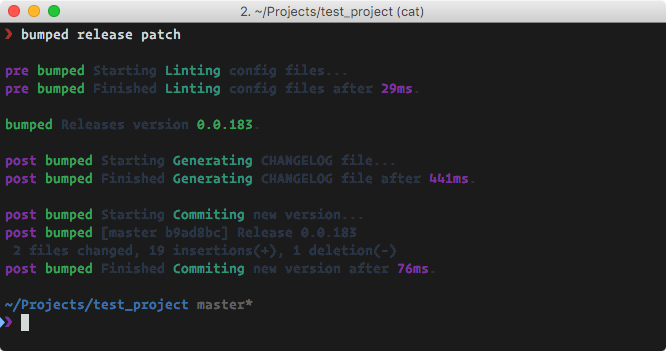 2. ~/Projects/test_project (cat)
❯ bumped release patch
pre bumped Starting Linting config files...
pre bumped Finished Linting config files after 29ms.
bumped Releases version 0.0.183.
post bumped Starting Generating CHANGELOG file...
post bumped Finished Generating CHANGELOG file after 441ms.
post bumped Starting Commiting new version...
post bumped [master b9ad8bc] Release 0.0.183
2 files changed, 19 insertions(+), 1 deletion(-)
post bumped Finished Commiting new version after 76ms.
~/Projects/test_project master*
❯